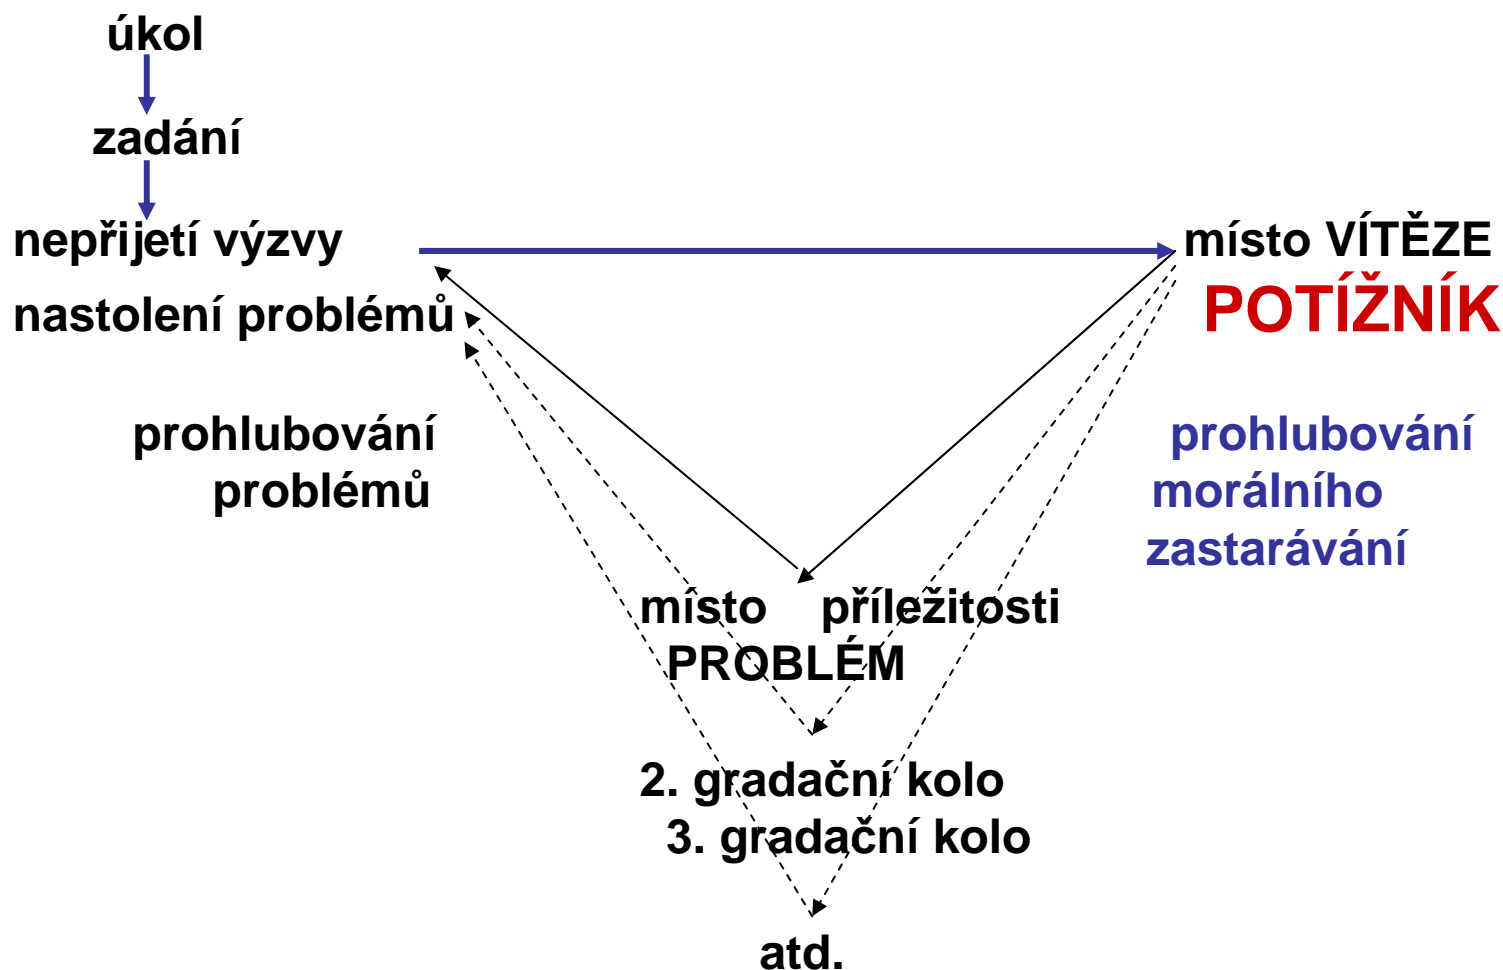 úkol
zadání
nepřijetí výzvy
místo VÍTĚZE
nastolení problémů
POTÍŽNÍK
prohlubování
problémů
prohlubování
morálního
zastarávání
místo příležitosti
PROBLÉM
2. gradační kolo
3. gradační kolo
atd.